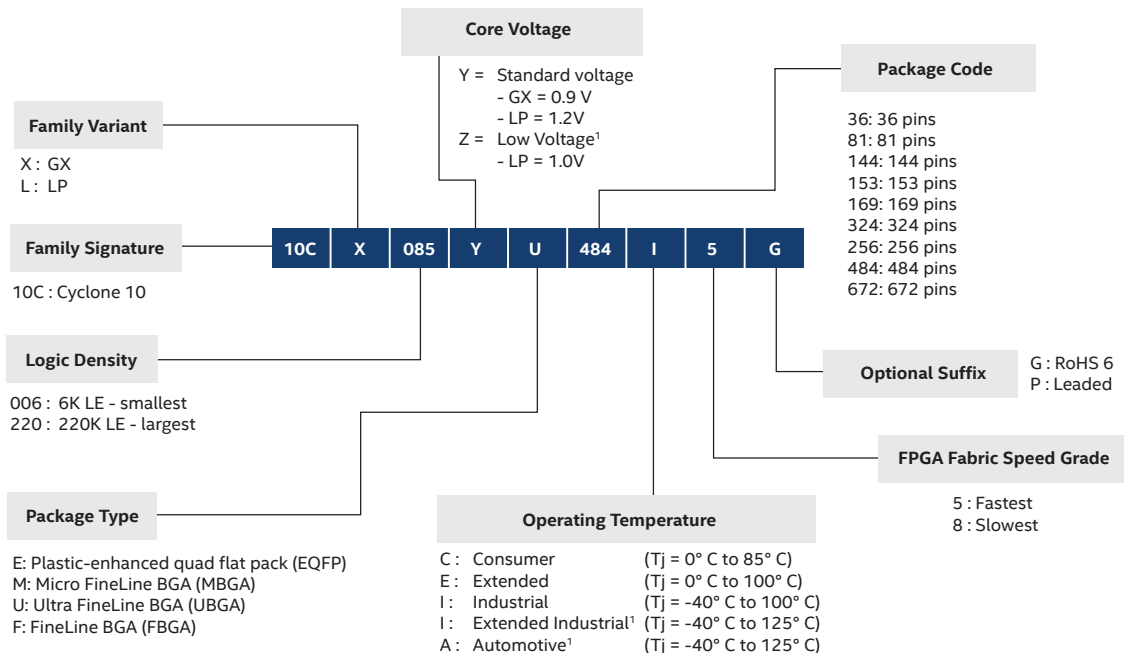 Core Voltage
Y = Standard voltage
- GX = 0.9 V
- LP = 1.2V
Z = Low Voltage¹
- LP = 1.0V
Package Code
36: 36 pins
81: 81 pins
144: 144 pins
153: 153 pins
169: 169 pins
324: 324 pins
256: 256 pins
484: 484 pins
672: 672 pins
Family Variant
X : GX
L : LP
Family Signature
10C : Cyclone 10
10C X 085 Y U 484 I 5 G
Logic Density
006 : 6K LE - smallest
220 : 220K LE - largest
Optional Suffix
G : RoHS 6
P : Leaded
FPGA Fabric Speed Grade
5 : Fastest
8 : Slowest
Package Type
E: Plastic-enhanced quad flat pack (EQFP)
M: Micro FineLine BGA (MBGA)
U: Ultra FineLine BGA (UBGA)
F: FineLine BGA (FBGA)
Operating Temperature
C : Consumer (Tj = 0° C to 85° C)
E : Extended (Tj = 0° C to 100° C)
I : Industrial (Tj = -40° C to 100° C)
I : Extended Industrial¹ (Tj = -40° C to 125° C)
A : Automotive¹ (Tj = -40° C to 125° C)